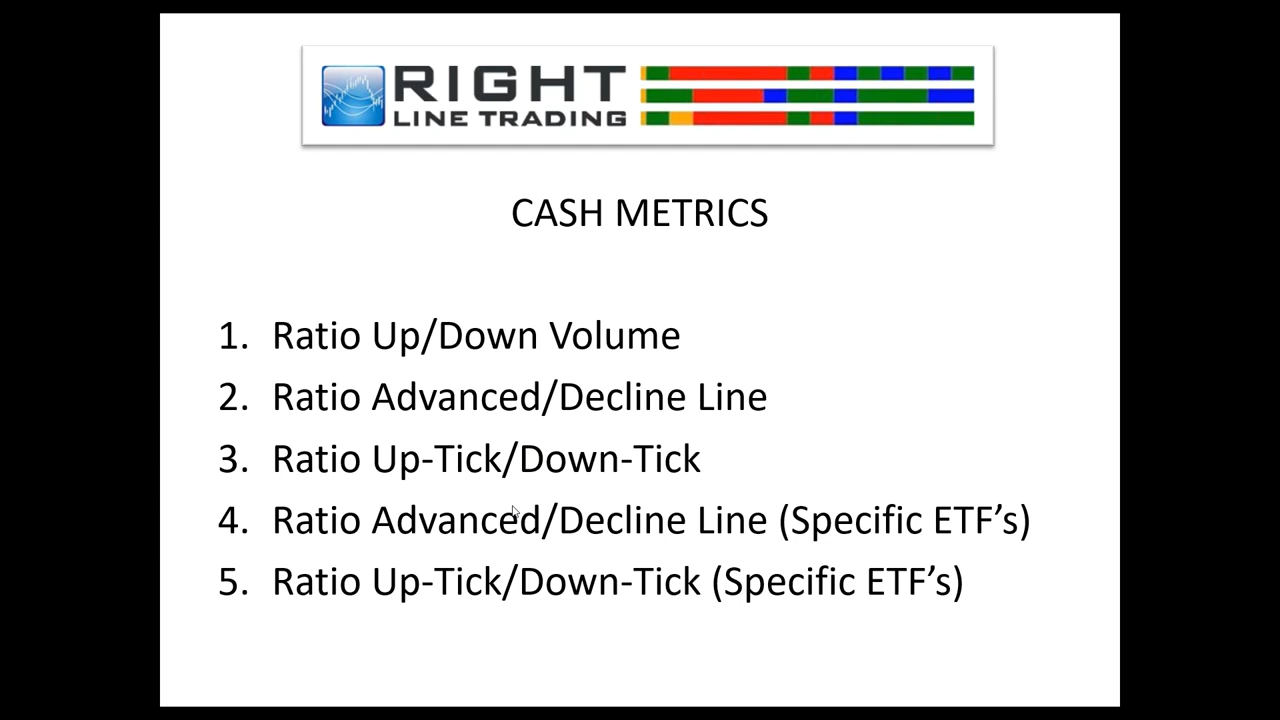 RIGHT
LINE TRADING
CASH METRICS
1. Ratio Up/Down Volume
2. Ratio Advanced/Decline Line
3. Ratio Up-Tick/Down-Tick
4. Ratio Advanced/Decline Line (Specific ETF’s)
5. Ratio Up-Tick/Down-Tick (Specific ETF’s)